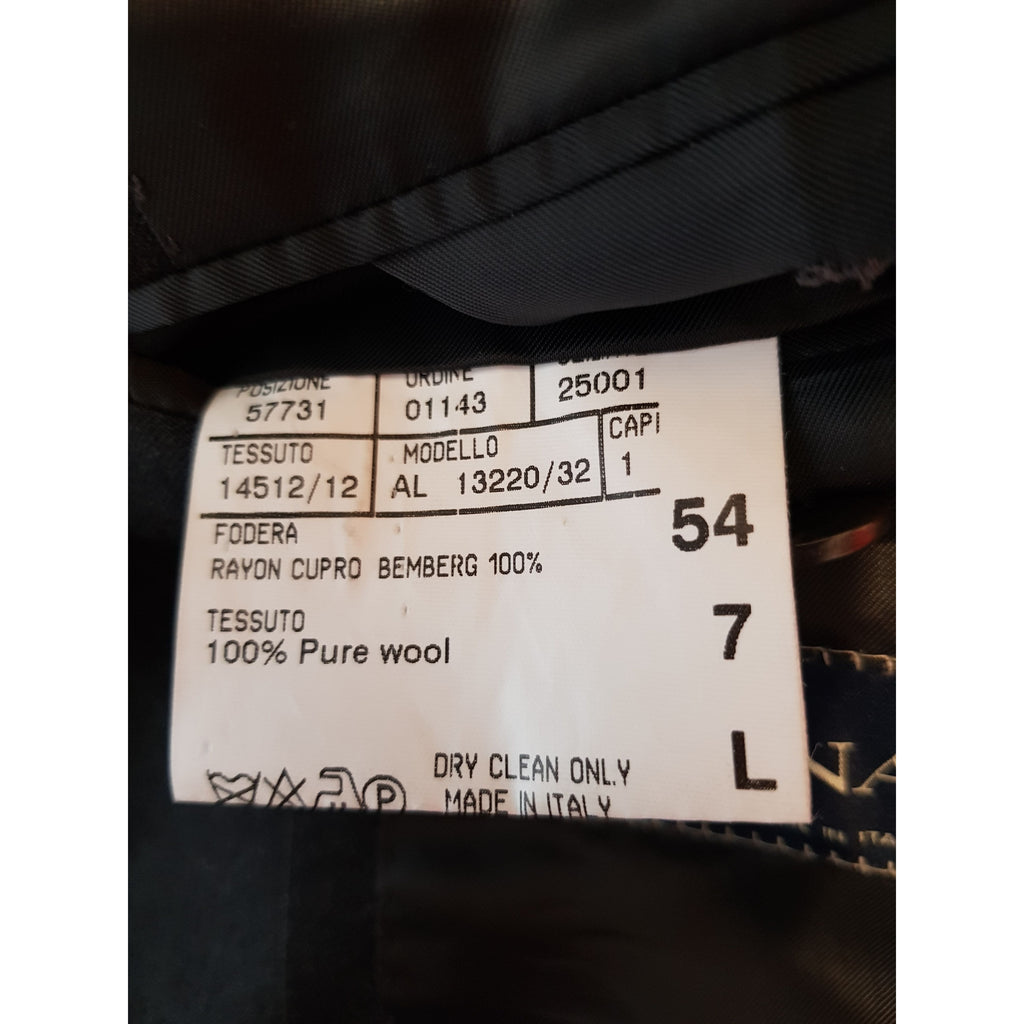 POSIZIONE ORDINE
57731 01143 25001
TESSUTO MODELLO CAPI
14512/12 AL 13220/32 1
54
FODERA
RAYON CUPRO BEMBERG 100%
TESSUTO
100% Pure wool
7
L
P
DRY CLEAN ONLY
MADE IN ITALY